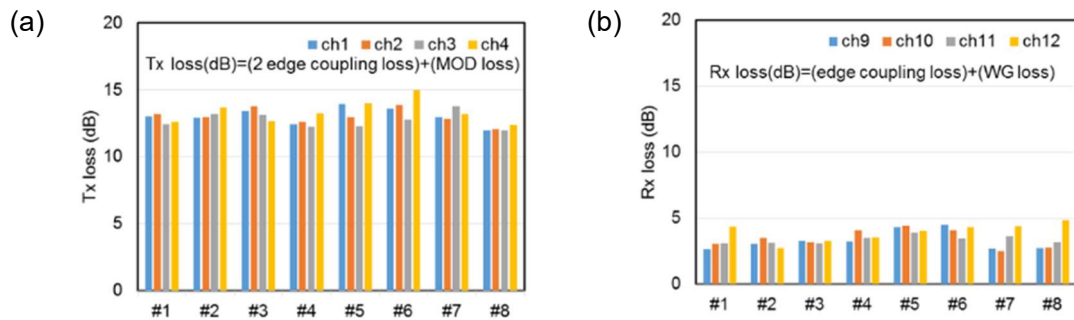 (a)
20
15
10
5
0
Tx loss (dB)
ch1 ch2 ch3 ch4
Tx loss(dB)=(2 edge coupling loss)+(MOD loss)
#1 #2 #3 #4 #5 #6 #7 #8
(b)
20
15
10
5
0
Rx loss (dB)
ch9 ch10 ch11 ch12
Rx loss(dB)=(edge coupling loss)+(WG loss)
#1 #2 #3 #4 #5 #6 #7 #8